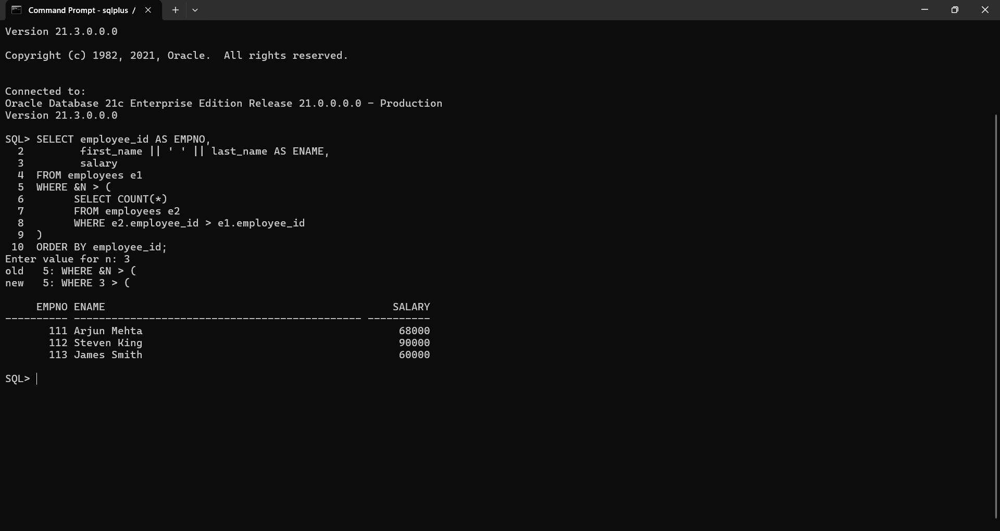 Command Prompt - sqlplus /
Version 21.3.0.0.0
Copyright (c) 1982, 2021, Oracle.  All rights reserved.
Connected to:
Oracle Database 21c Enterprise Edition Release 21.0.0.0.0 - Production
Version 21.3.0.0.0
SQL> SELECT employee_id AS EMPNO,
  2         first_name || ' ' || last_name AS ENAME,
  3         salary
  4  FROM employees e1
  5  WHERE &N > (
  6        SELECT COUNT(*)
  7        FROM employees e2
  8        WHERE e2.employee_id > e1.employee_id
  9  )
 10  ORDER BY employee_id;
Enter value for n: 3
old   5: WHERE &N > (
new   5: WHERE 3 > (
     EMPNO ENAME                                              SALARY
---------- ---------------------------------------------- ----------
       111 Arjun Mehta                                         68000
       112 Steven King                                         90000
       113 James Smith                                         60000
SQL>